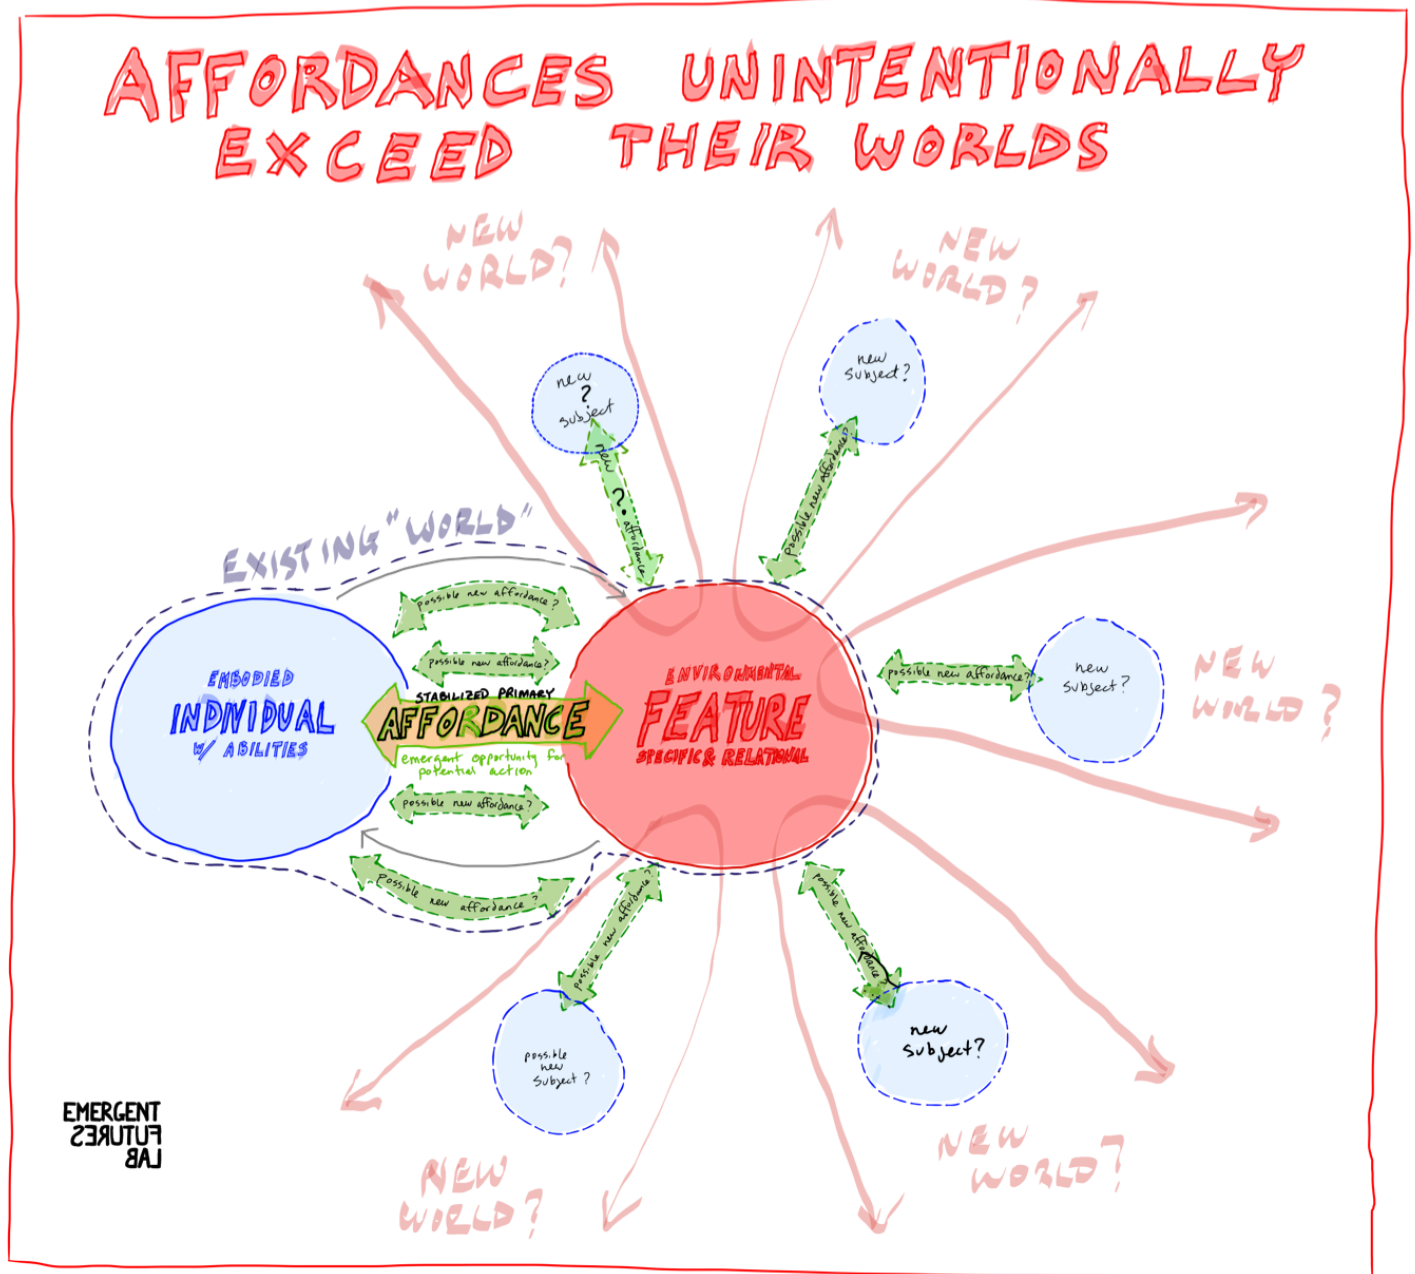 AFFORDANCES UNINTENTIONALLY
EXCEED THEIR WORLDS
NEW
WORLD?
NEW
WORLD?
new
?
subject
new
subject?
new ? affordance
possible new affordance?
EXISTING "WORLD"
possible new affordance?
possible new affordance?
STABILIZED PRIMARY
AFFORDANCE
emergent opportunity for
potential action
possible new affordance?
possible new affordance?
EMBODIED
INDIVIDUAL
W/ ABILITIES
ENVIRONMENTAL
FEATURE
SPECIFIC & RELATIONAL
possible new affordance?
new
subject?
NEW
WORLD?
possible new affordance?
possible new affordance?
possible
new
subject?
new
subject?
NEW
WORLD?
NEW
WORLD?
EMERGENT
FUTURES
LAB